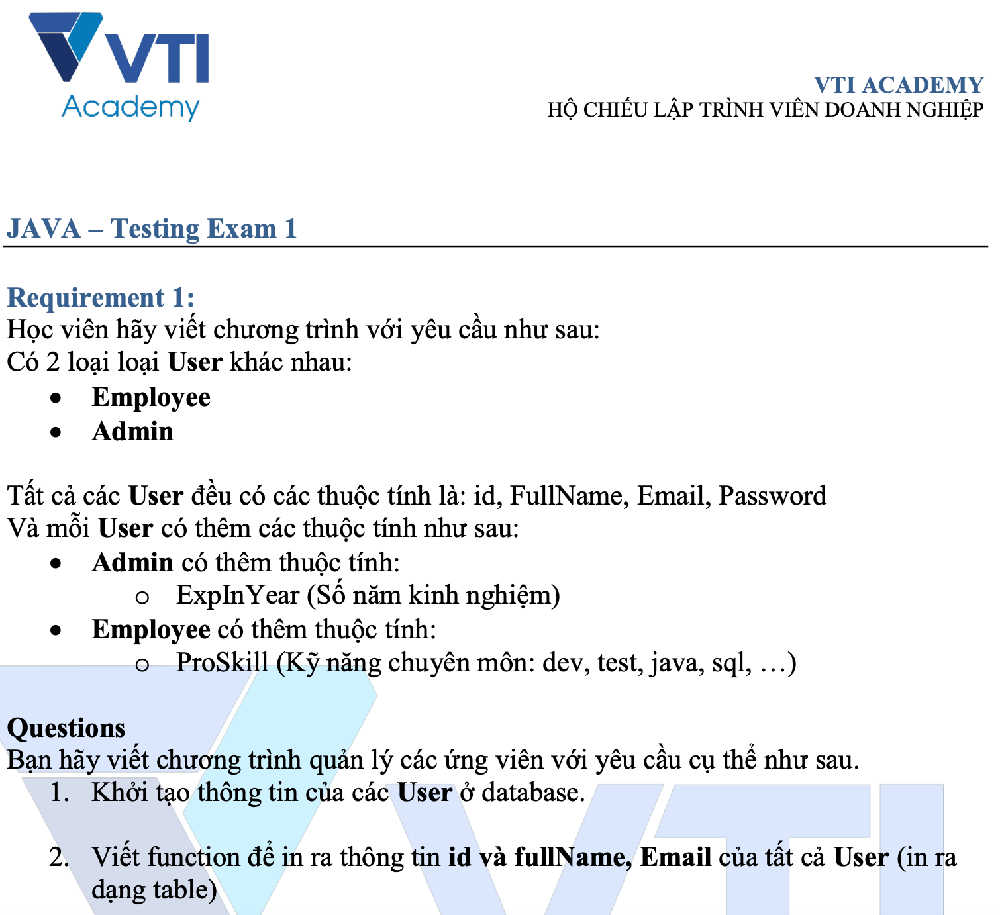 VTI
Academy
VTI ACADEMY
HỘ CHIẾU LẬP TRÌNH VIÊN DOANH NGHIỆP
JAVA – Testing Exam 1
Requirement 1:
Học viên hãy viết chương trình với yêu cầu như sau:
Có 2 loại loại User khác nhau:
• Employee
• Admin
Tất cả các User đều có các thuộc tính là: id, FullName, Email, Password
Và mỗi User có thêm các thuộc tính như sau:
• Admin có thêm thuộc tính:
o ExpInYear (Số năm kinh nghiệm)
• Employee có thêm thuộc tính:
o ProSkill (Kỹ năng chuyên môn: dev, test, java, sql, …)
Questions
Bạn hãy viết chương trình quản lý các ứng viên với yêu cầu cụ thể như sau.
1. Khởi tạo thông tin của các User ở database.
2. Viết function để in ra thông tin id và fullName, Email của tất cả User (in ra
dạng table)
VTI